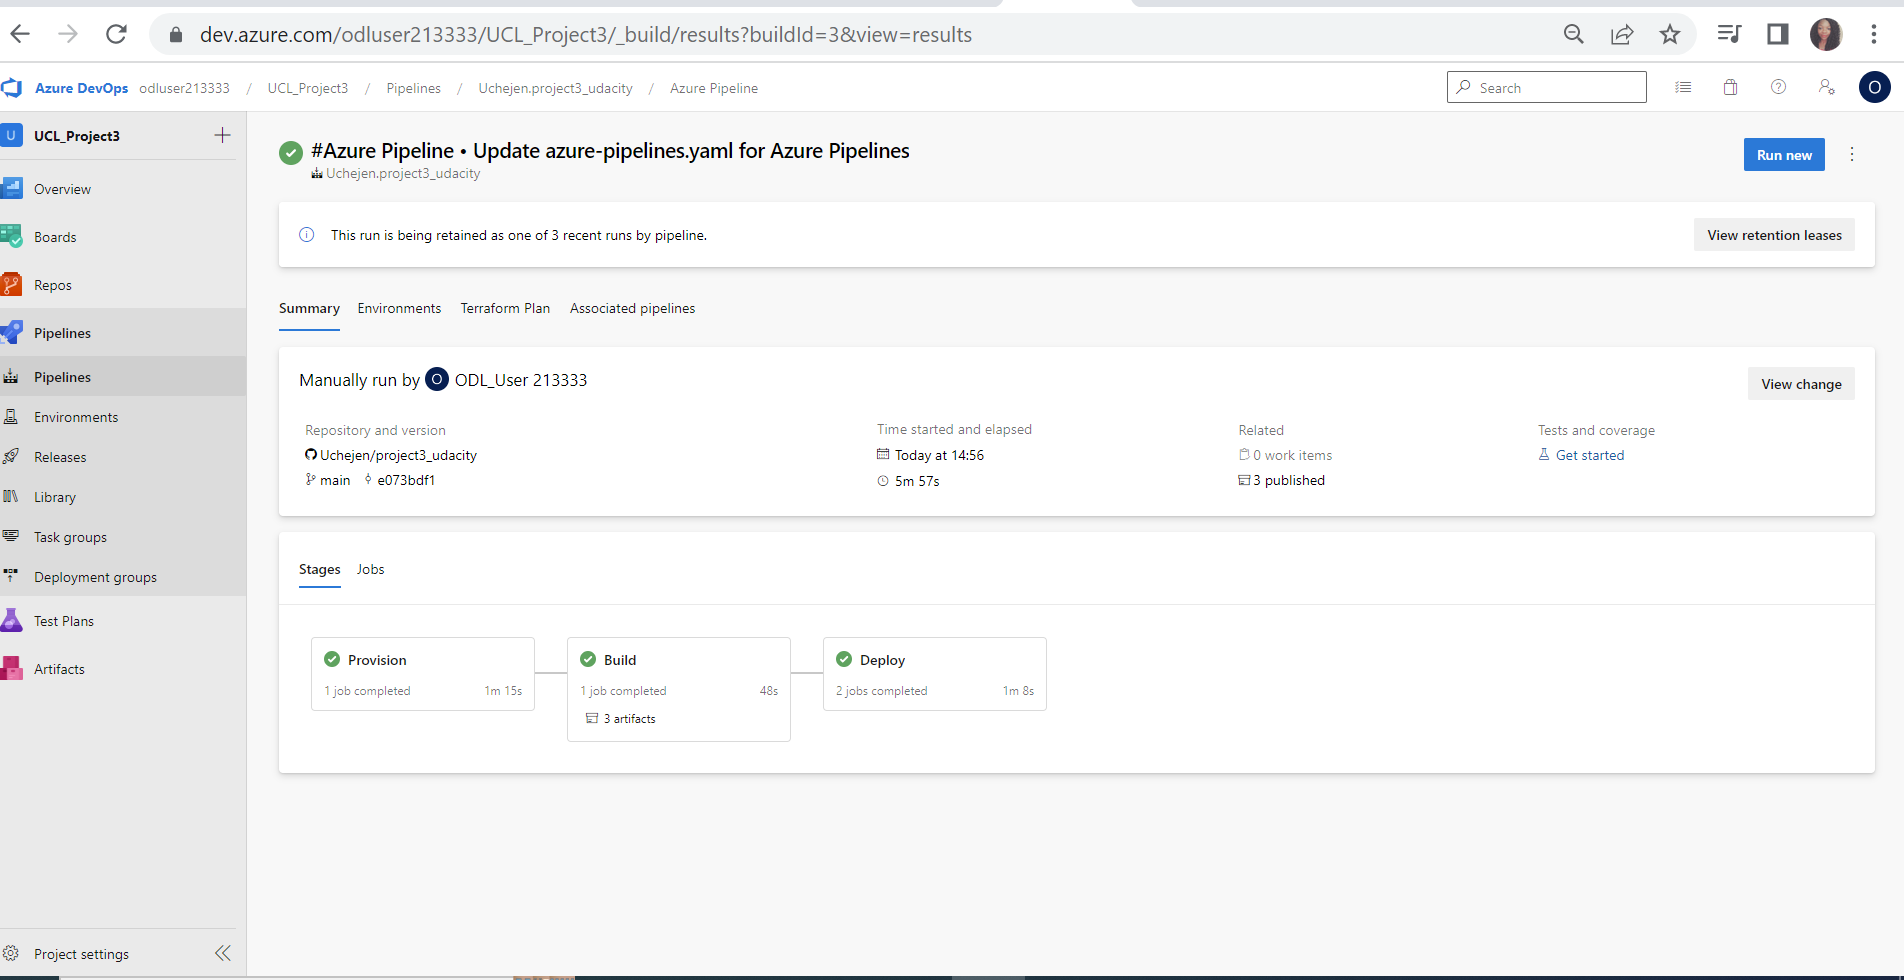 dev.azure.com/odluser213333/UCL_Project3/_build/results?buildId=3&view=results
Azure DevOps odluser213333 / UCL_Project3 / Pipelines / Uchejen.project3_udacity / Azure Pipeline
Search
O
U UCL_Project3
Overview
Boards
Repos
Pipelines
Pipelines
Environments
Releases
Library
Task groups
Deployment groups
Test Plans
Artifacts
Project settings
#Azure Pipeline • Update azure-pipelines.yaml for Azure Pipelines
Uchejen.project3_udacity
Run new
This run is being retained as one of 3 recent runs by pipeline.
View retention leases
Summary Environments Terraform Plan Associated pipelines
Manually run by O ODL_User 213333
View change
Repository and version
Uchejen/project3_udacity
main e073bdf1
Time started and elapsed
Today at 14:56
5m 57s
Related
0 work items
3 published
Tests and coverage
Get started
Stages Jobs
Provision
1 job completed 1m 15s
Build
1 job completed 48s
3 artifacts
Deploy
2 jobs completed 1m 8s